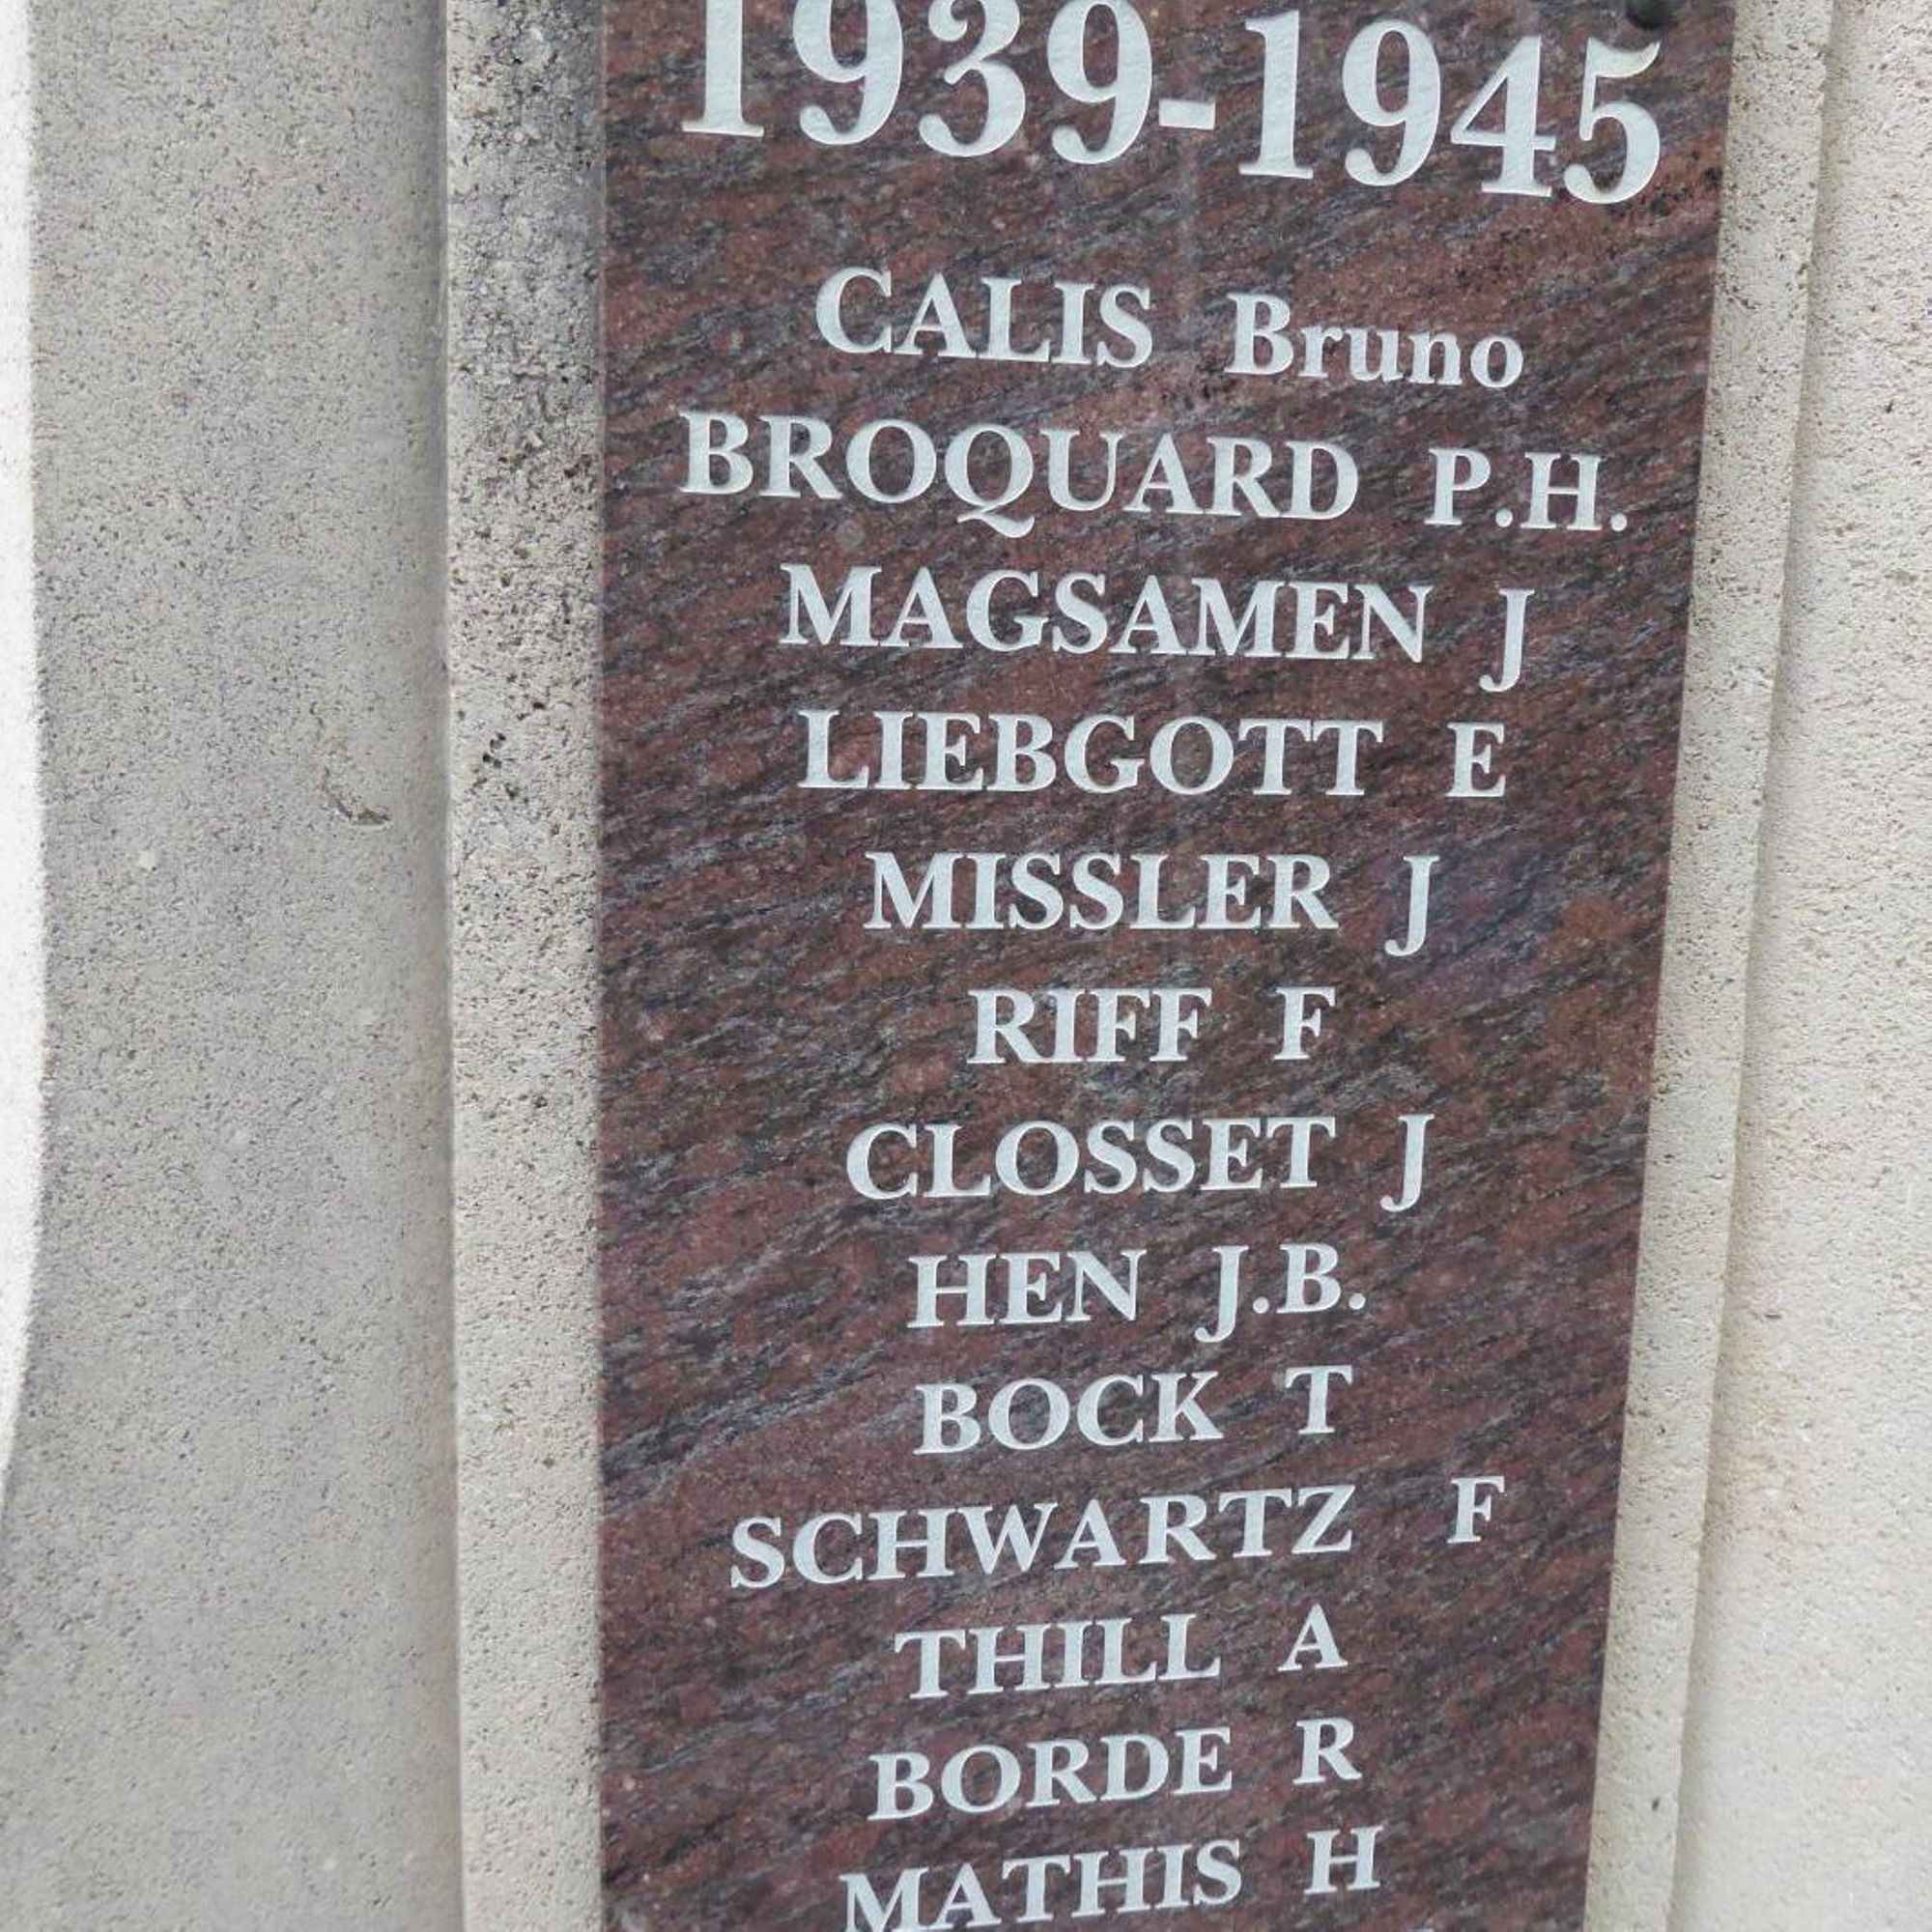 1939-1945
CALIS Bruno
BROQUARD P.H.
MAGSAMEN J
LIEBGOTT E
MISSLER J
RIFF F
CLOSSET J
HEN J.B.
BOCK T
SCHWARTZ F
THILL A
BORDE R
MATHIS H